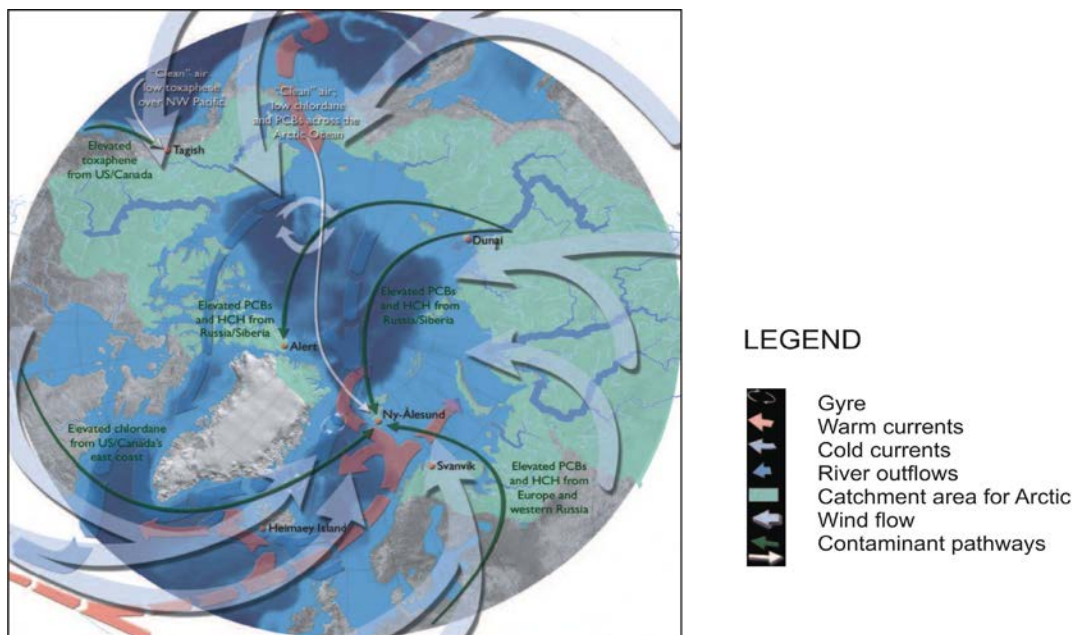 "Clean" air
low toxaphene
over NW Pacific
"Clean" air;
low chlordane
and PCBs across the
Arctic Ocean
Elevated
toxaphene
from US/Canada
Tagish
Dunai
Elevated PCBs
and HCH from
Russia/Siberia
Elevated PCBs
and HCH from
Russia/Siberia
Alert
Ny-Ålesund
Elevated chlordane
from US/Canada's
east coast
Svanvik
Elevated PCBs
and HCH from
Europe and
western Russia
Heimaey Island
LEGEND
Gyre
Warm currents
Cold currents
River outflows
Catchment area for Arctic
Wind flow
Contaminant pathways